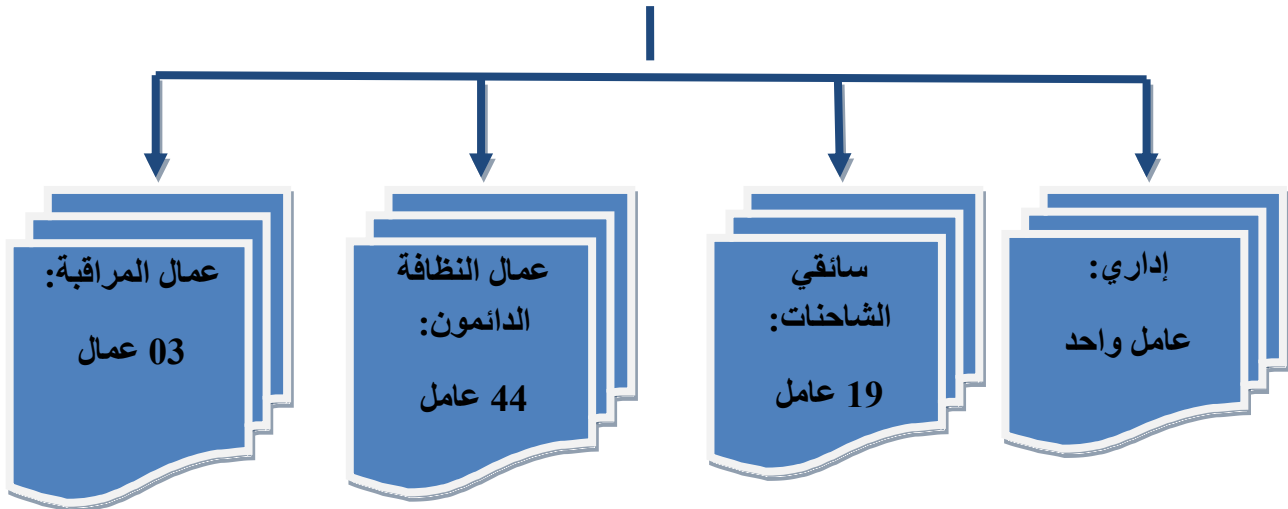 إداري:
عامل واحد
سائقي
الشاحنات:
19 عامل
عمال النظافة
الدائمون:
44 عامل
عمال المراقبة:
03 عمال